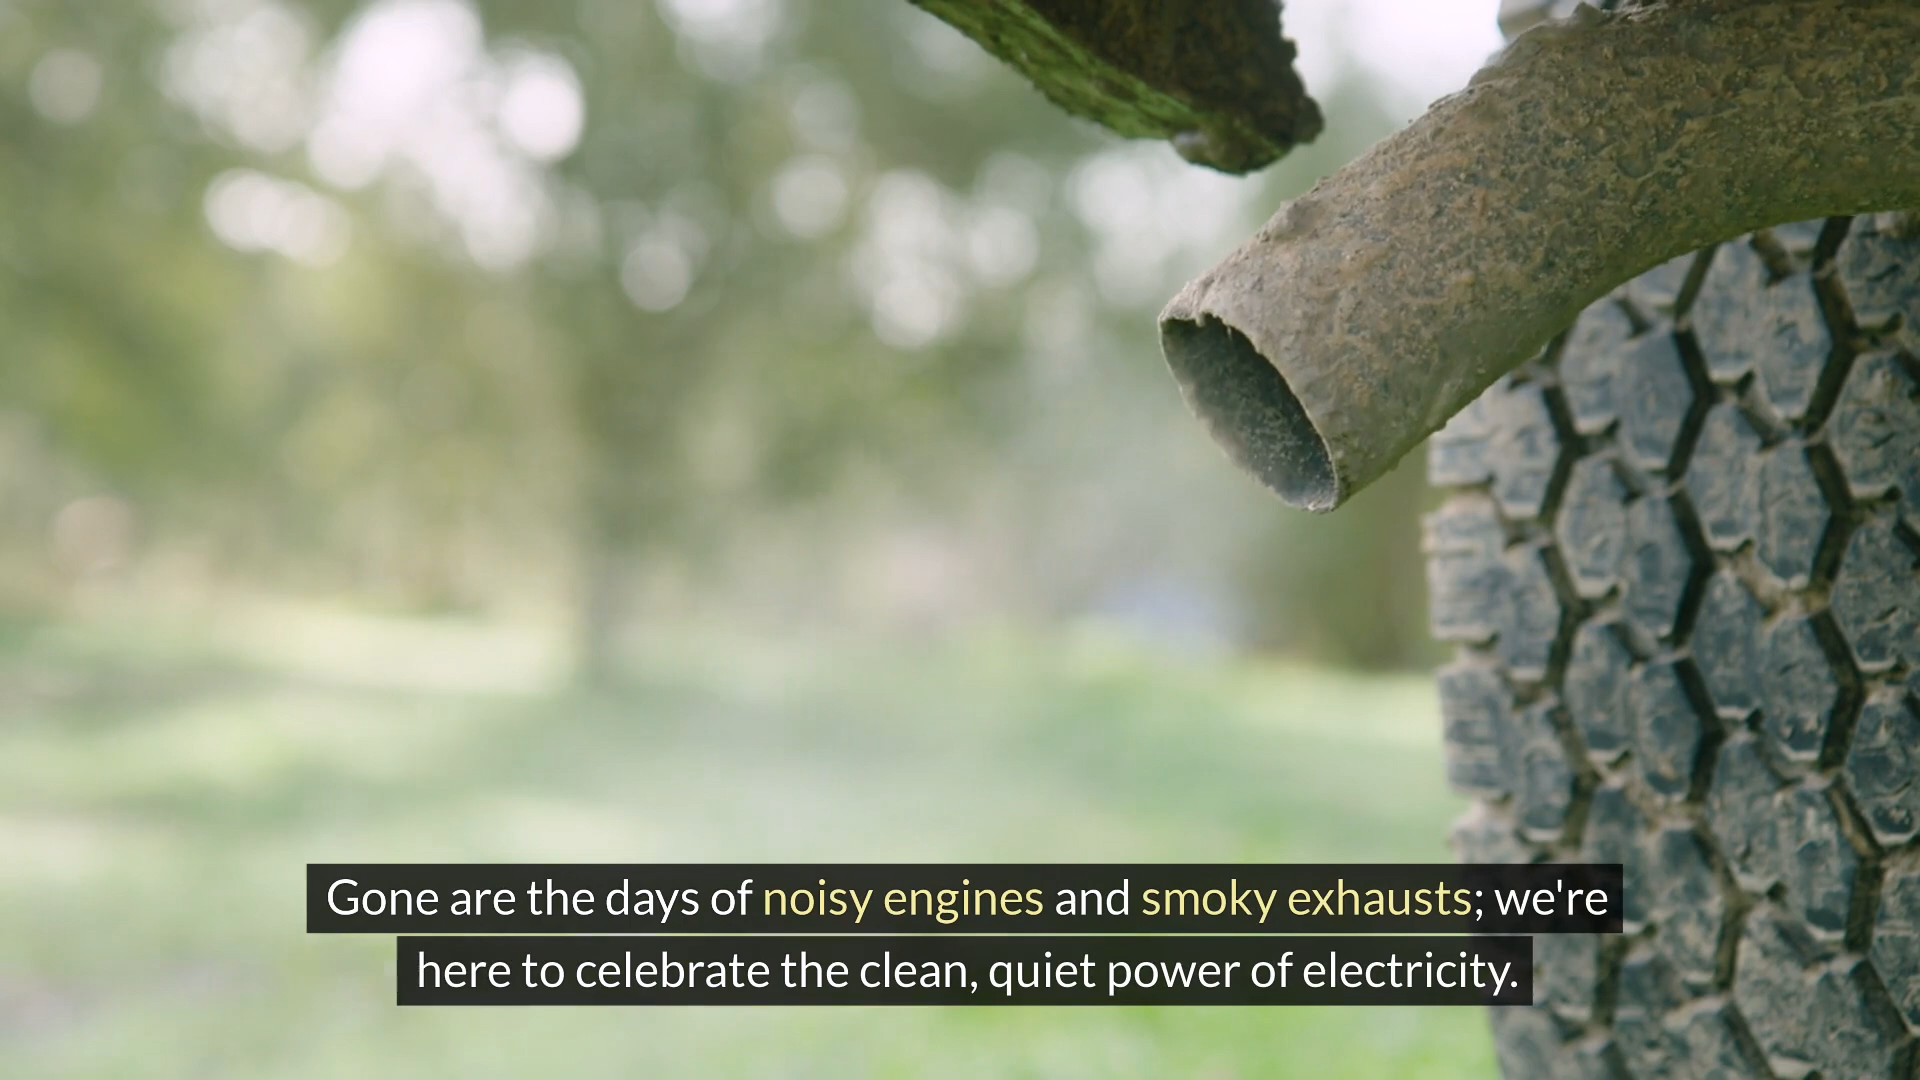 Gone are the days of noisy engines and smoky exhausts; we're
here to celebrate the clean, quiet power of electricity.